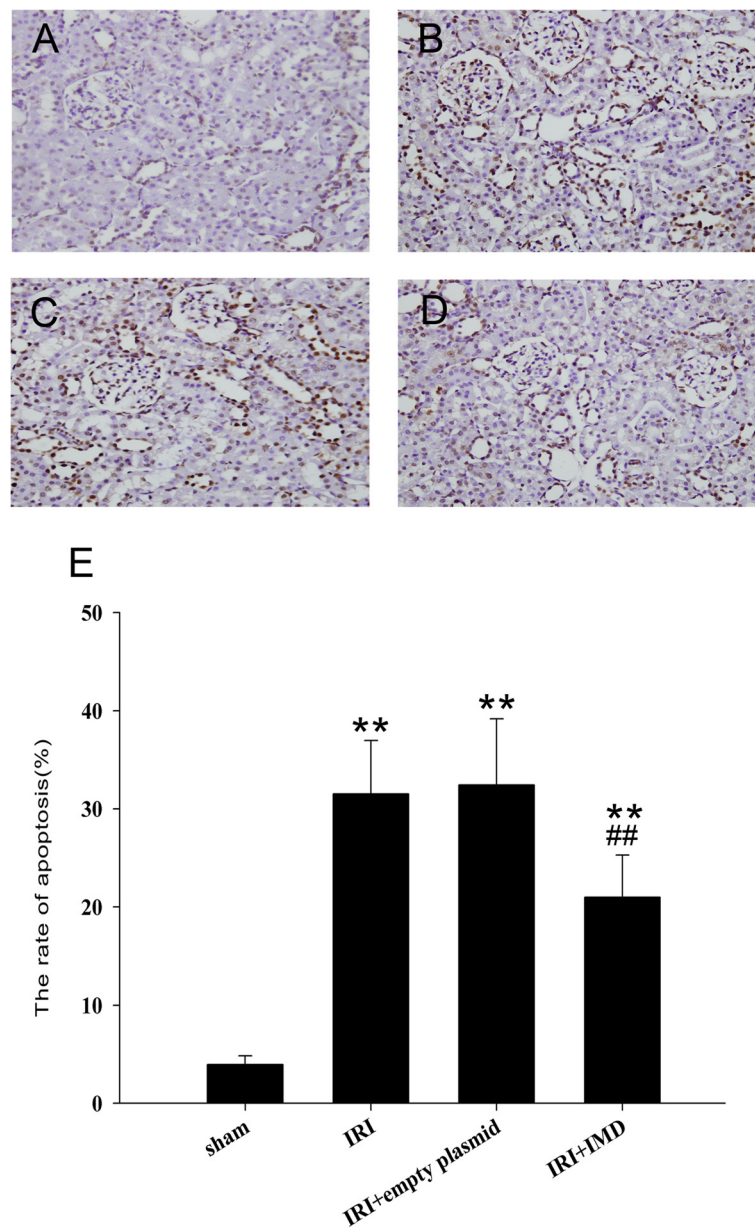 A
B
C
D
E
The rate of apoptosis(%)
50
40
30
20
10
0
**
**
**
##
sham
IRI
IRI+empty plasmid
IRI+IMD